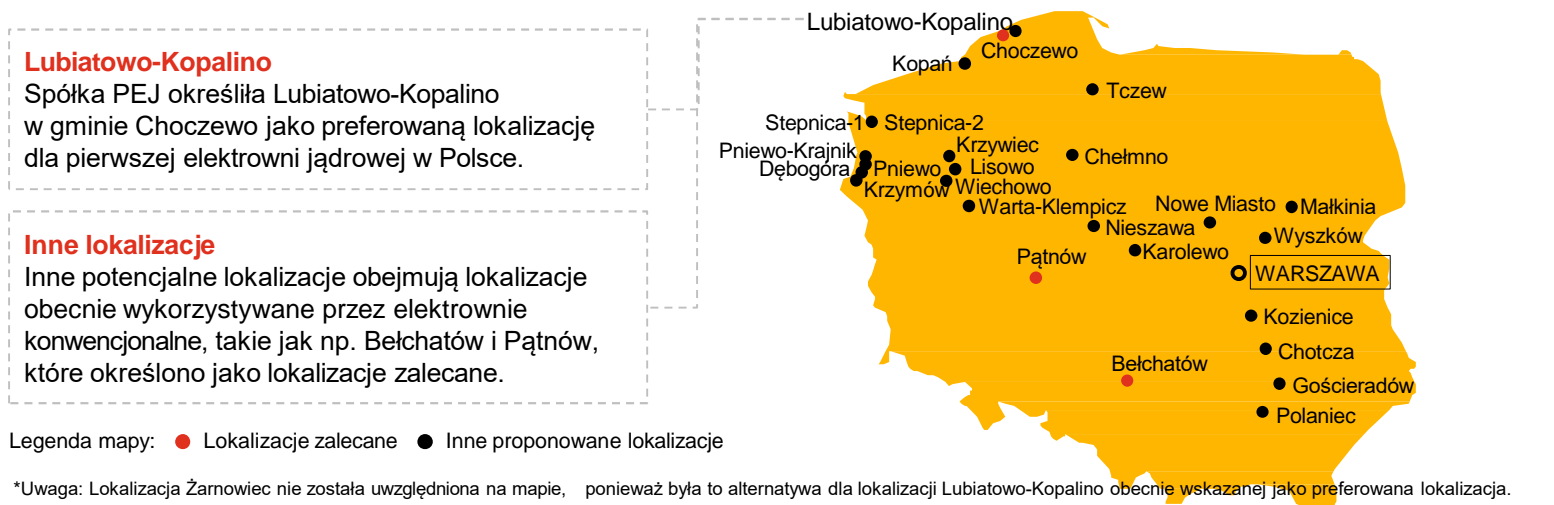 Lubiatowo-Kopalino
Spółka PEJ określiła Lubiatowo-Kopalino
w gminie Choczewo jako preferowaną lokalizację
dla pierwszej elektrowni jądrowej w Polsce.
Inne lokalizacje
Inne potencjalne lokalizacje obejmują lokalizacje
obecnie wykorzystywane przez elektrownie
konwencjonalne, takie jak np. Bełchatów i Pątnów,
które określono jako lokalizacje zalecane.
Lubiatowo-Kopalino
Choczewo
Kopań
Tczew
Stepnica-1 Stepnica-2
Pniewo-Krajnik
Krzywiec
Chełmno
Dębogóra
Pniewo
Lisowo
Krzymów
Wiechowo
Warta-Klempicz
Nowe Miasto
Małkinia
Nieszawa
Wyszków
Karolewo
Pątnów
WARSZAWA
Kozienice
Chotcza
Bełchatów
Gościeradów
Polaniec
Legenda mapy: Lokalizacje zalecane Inne proponowane lokalizacje
*Uwaga: Lokalizacja Żarnowiec nie została uwzględniona na mapie, ponieważ była to alternatywa dla lokalizacji Lubiatowo-Kopalino obecnie wskazanej jako preferowana lokalizacja.